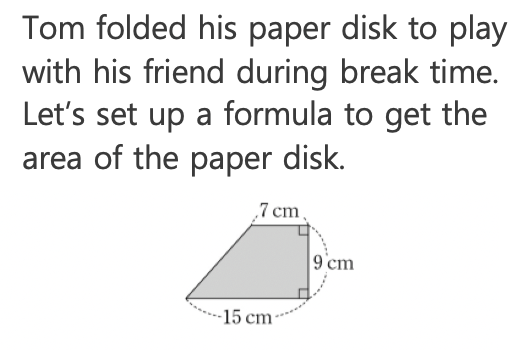 Tom folded his paper disk to play
with his friend during break time.
Let's set up a formula to get the
area of the paper disk.
7 cm
9 cm
15 cm